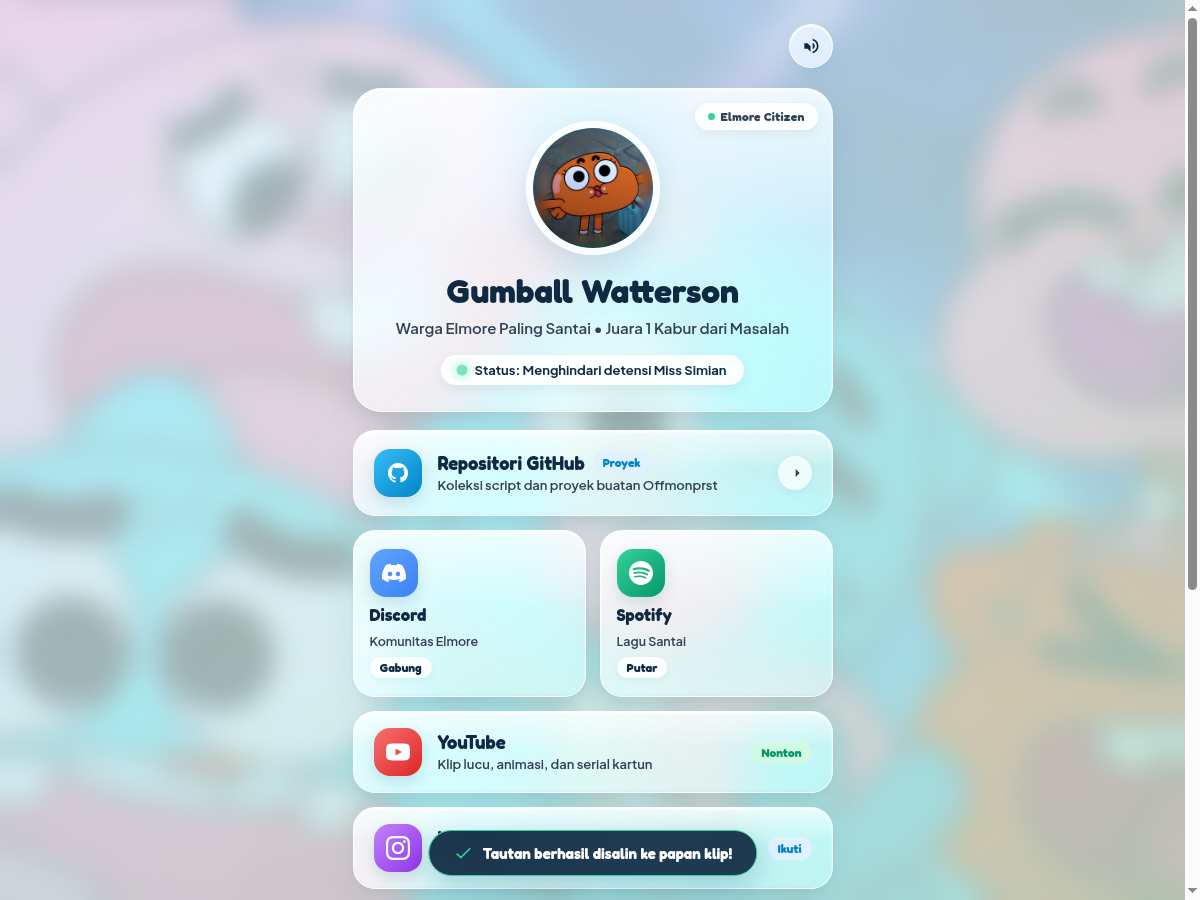 Elmore Citizen
Gumball Watterson
Warga Elmore Paling Santai • Juara 1 Kabur dari Masalah
Status: Menghindari detensi Miss Simian
Repositori GitHub Proyek
Koleksi script dan proyek buatan Offmonprst
Discord
Komunitas Elmore
Gabung
Spotify
Lagu Santai
Putar
YouTube
Klip lucu, animasi, dan serial kartun
Nonton
Tautan berhasil disalin ke papan klip!
Ikuti